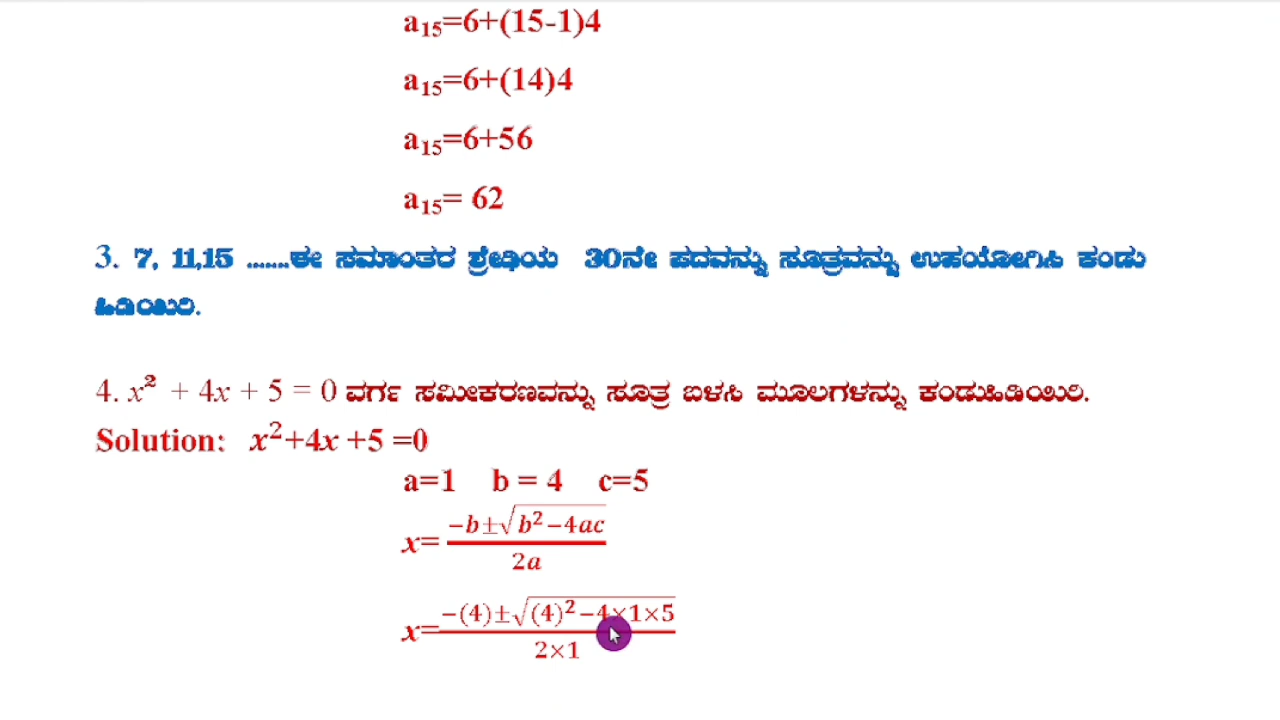 a₁₅=6+(15-1)4
a₁₅=6+(14)4
a₁₅=6+56
a₁₅= 62
3. 7, 11,15 .......ಈ ಸಮಾಂತರ ಶ್ರೇಢಿಯ 30ನೇ ಪದವನ್ನು ಸೂತ್ರವನ್ನು ಉಪಯೋಗಿಸಿ ಕಂಡು
ಹಿಡಿಯಿರಿ.
4. x² + 4x + 5 = 0 ವರ್ಗ ಸಮೀಕರಣವನ್ನು ಸೂತ್ರ ಬಳಸಿ ಮೂಲಗಳನ್ನು ಕಂಡುಹಿಡಿಯಿರಿ.
Solution: x²+4x +5 =0
a=1 b = 4 c=5
x= −b±√b²−4ac
2a
x= −(4)±√(4)²−4×1×5
2×1